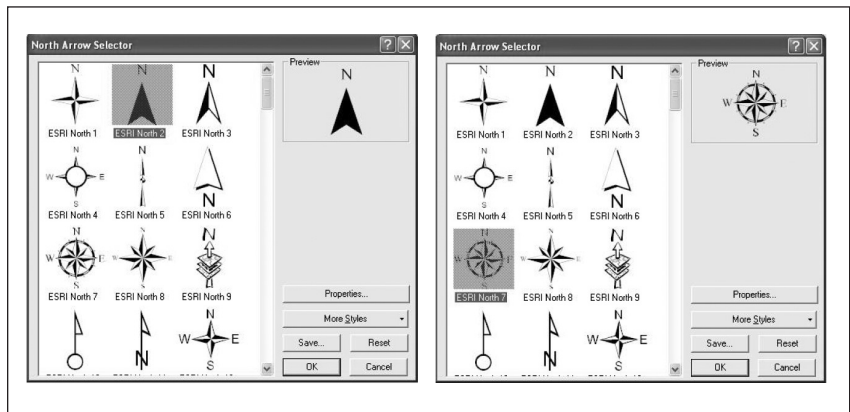 North Arrow Selector
N N N
ESRI North 1 ESRI North 2 ESRI North 3
N N
W E
S N
ESRI North 4 ESRI North 5 ESRI North 6
N N N
W E W E
S S
ESRI North 7 ESRI North 8 ESRI North 9
N
W E
N S
Preview
N
Properties...
More Styles
Save... Reset
OK Cancel
North Arrow Selector
N N N
ESRI North 1 ESRI North 2 ESRI North 3
N N
W E
S N
ESRI North 4 ESRI North 5 ESRI North 6
N N N
W E W E
S S
ESRI North 7 ESRI North 8 ESRI North 9
N
W E
N S
Preview
N
W E
S
Properties...
More Styles
Save... Reset
OK Cancel